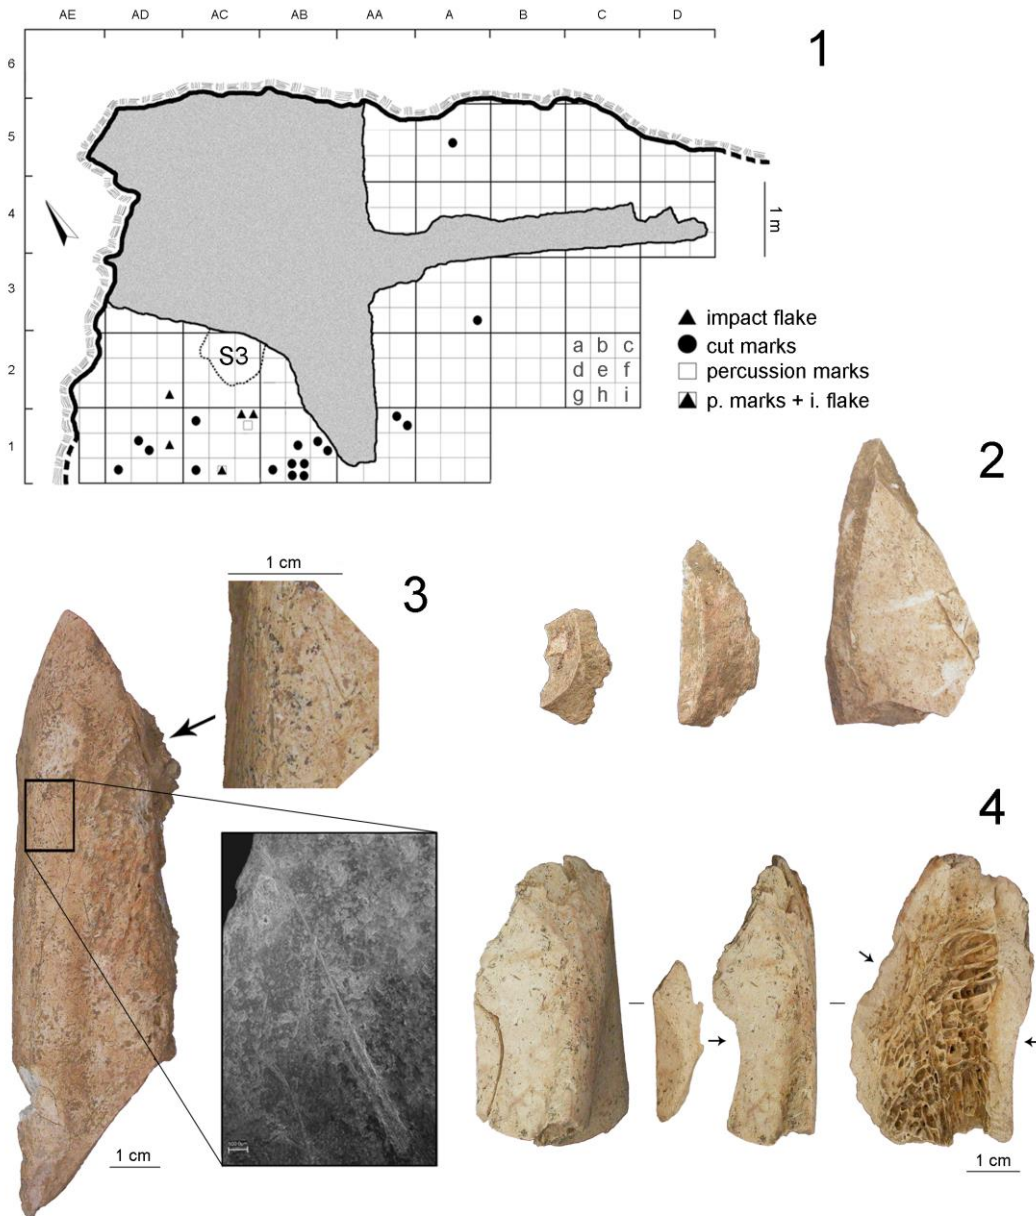 AE AD AC AB AA A B C D
1
6
5
4
1 m
3
S3
2
a b c
d e f
g h i
1
impact flake
cut marks
percussion marks
p. marks + i. flake
2
1 cm
3
4
1 cm
1 cm